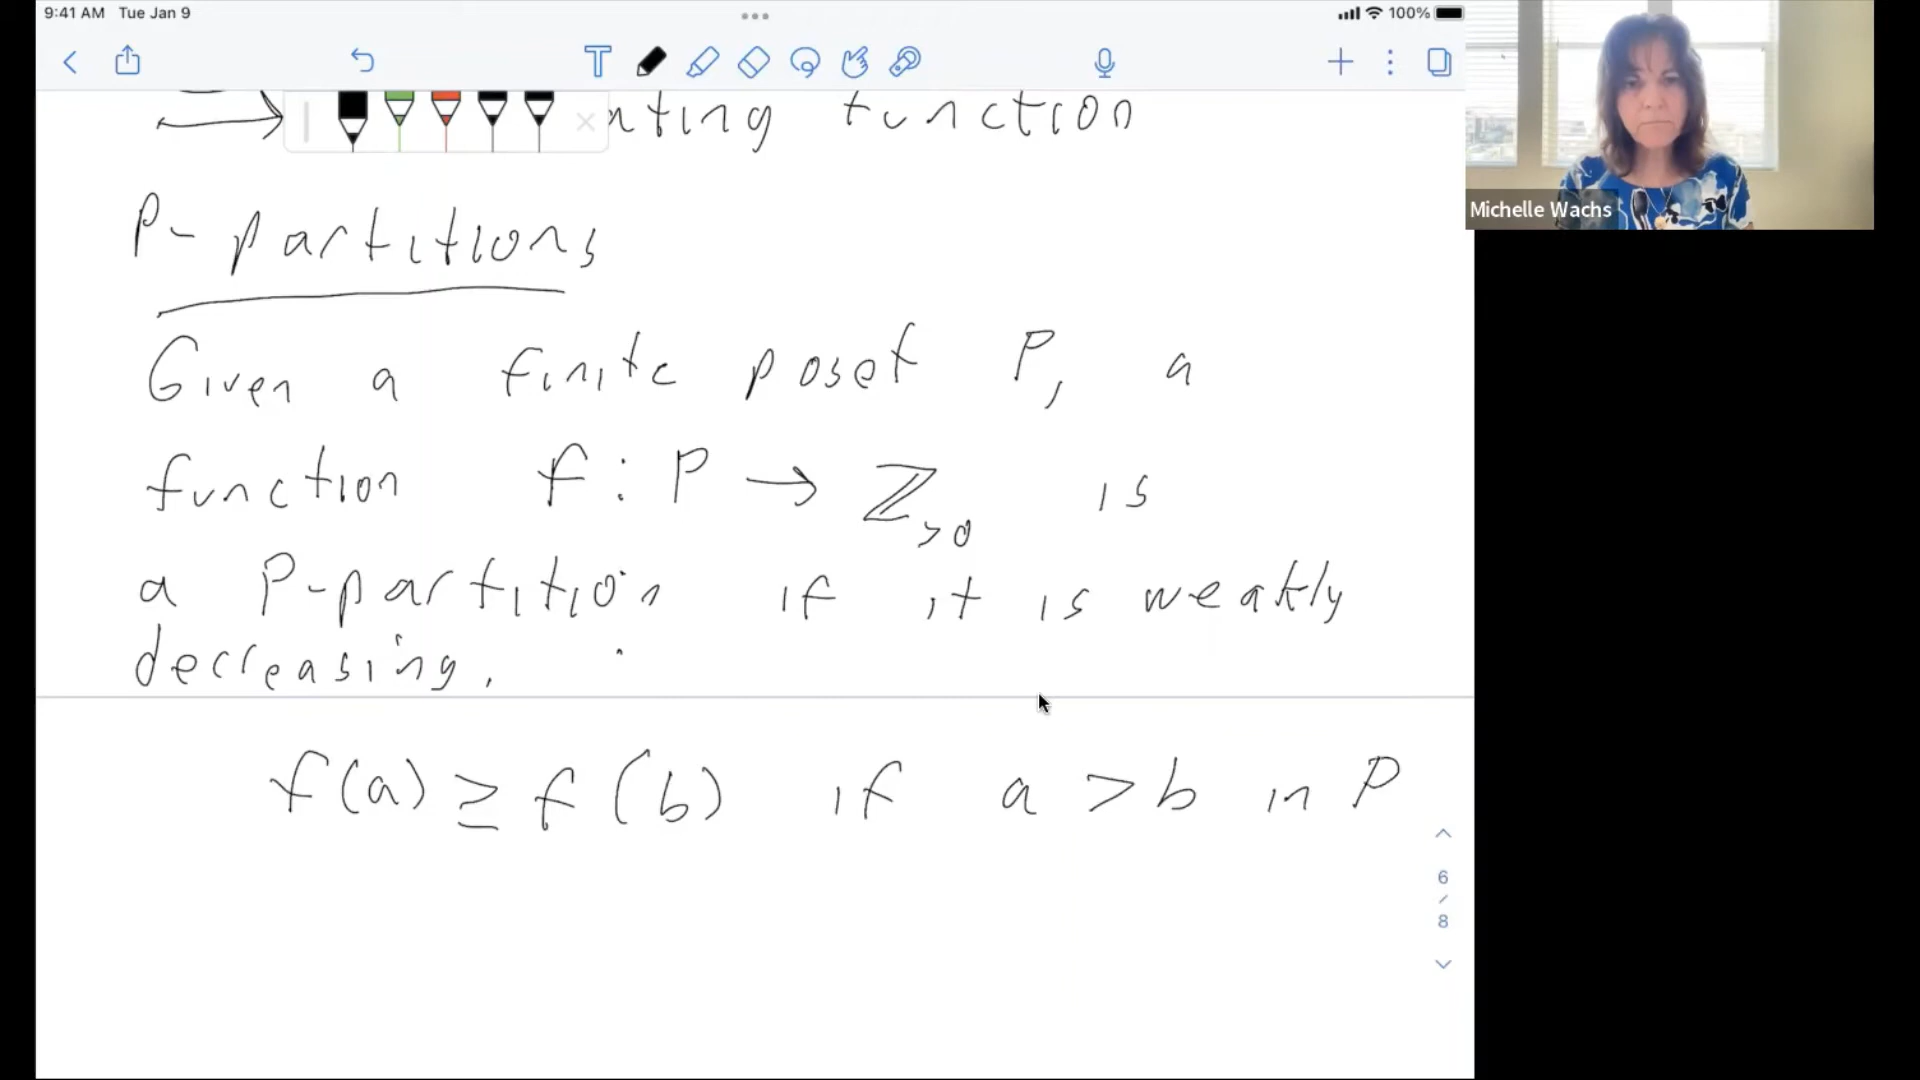 9:41 AM Tue Jan 9
100%
function
P-partitions
Given a finite poset P, a
function f : P → ℤ>0 is
a P-partition if it is weakly
decreasing.
f(a) ≥ f(b) if a > b in P
6
/
8
Michelle Wachs